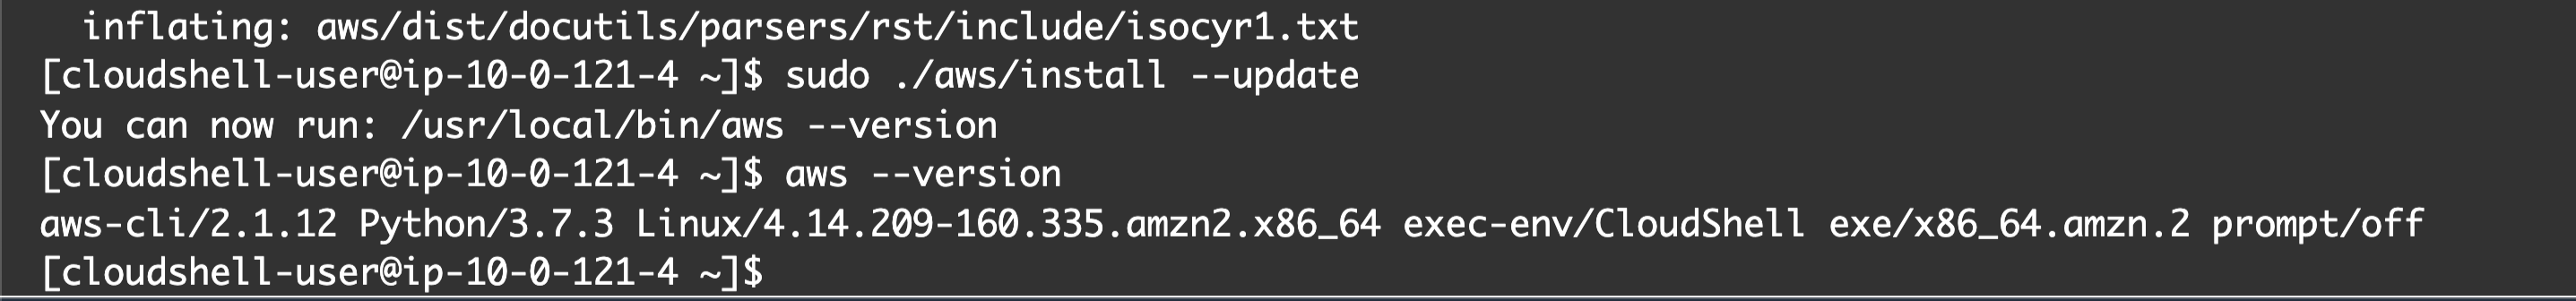 inflating: aws/dist/docutils/parsers/rst/include/isocyr1.txt
[cloudshell-user@ip-10-0-121-4 ~]$ sudo ./aws/install --update
You can now run: /usr/local/bin/aws --version
[cloudshell-user@ip-10-0-121-4 ~]$ aws --version
aws-cli/2.1.12 Python/3.7.3 Linux/4.14.209-160.335.amzn2.x86_64 exec-env/CloudShell exe/x86_64.amzn.2 prompt/off
[cloudshell-user@ip-10-0-121-4 ~]$